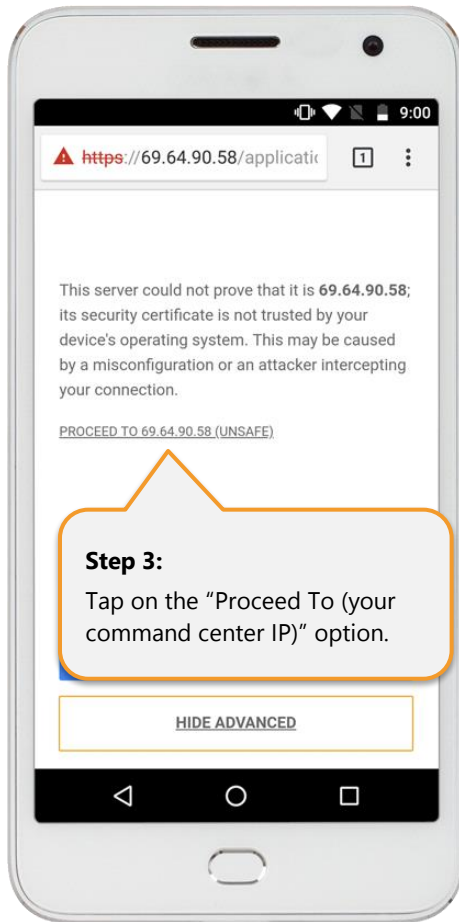 9:00
https://69.64.90.58/applicatic
1
This server could not prove that it is 69.64.90.58;
its security certificate is not trusted by your
device's operating system. This may be caused
by a misconfiguration or an attacker intercepting
your connection.
PROCEED TO 69.64.90.58 (UNSAFE)
Step 3:
Tap on the “Proceed To (your
command center IP)” option.
HIDE ADVANCED